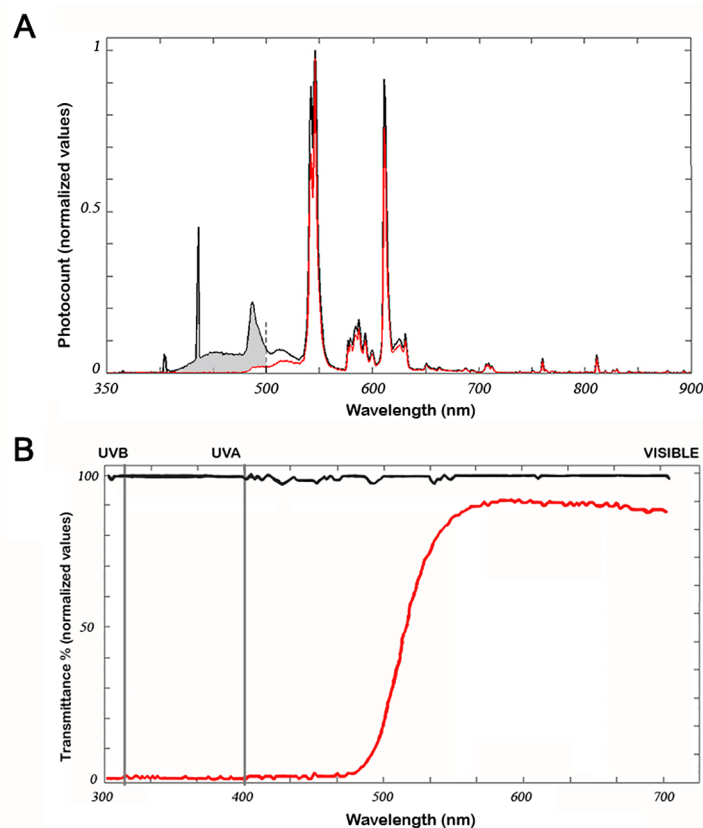 A
Photocount (normalized values)
1
0.5
0
350
500
600
700
800
900
Wavelength (nm)
B
UVB
UVA
VISIBLE
Transmittance % (normalized values)
100
50
0
300
400
500
600
700
Wavelength (nm)